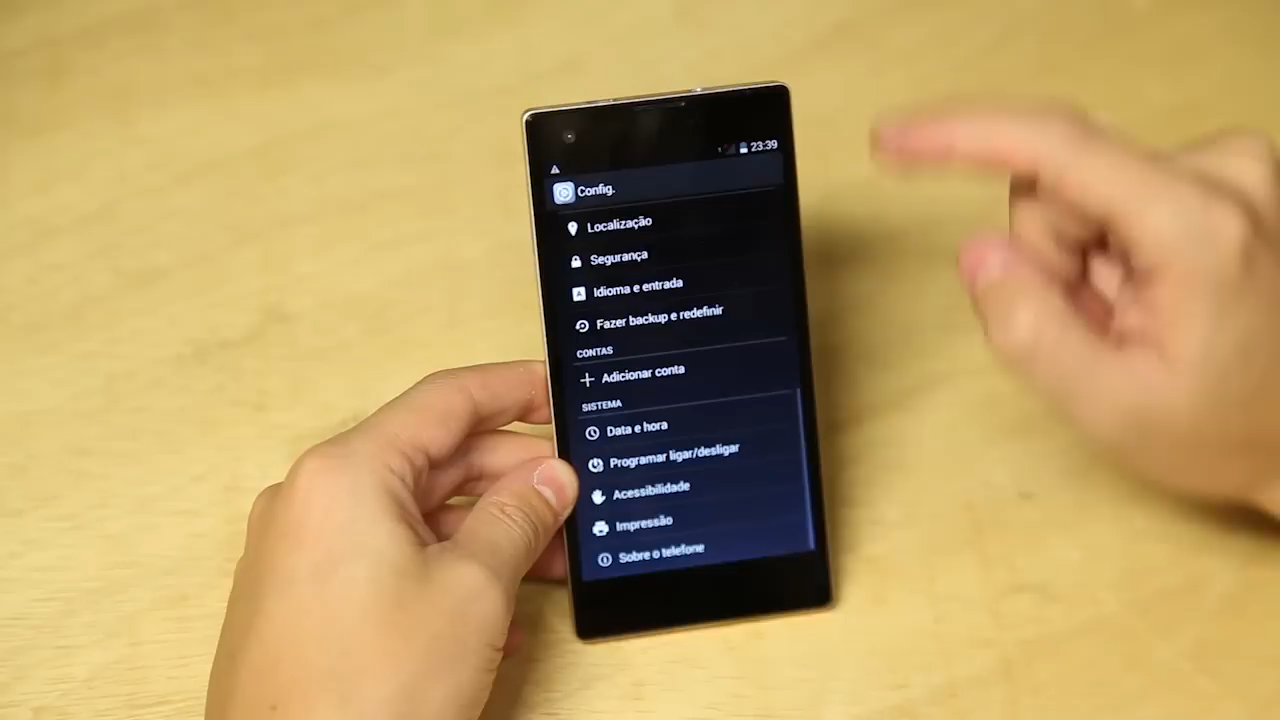 23:39
Config.
Localização
Segurança
Idioma e entrada
Fazer backup e redefinir
CONTAS
Adicionar conta
SISTEMA
Data e hora
Programar ligar/desligar
Acessibilidade
Impressão
Sobre o telefone